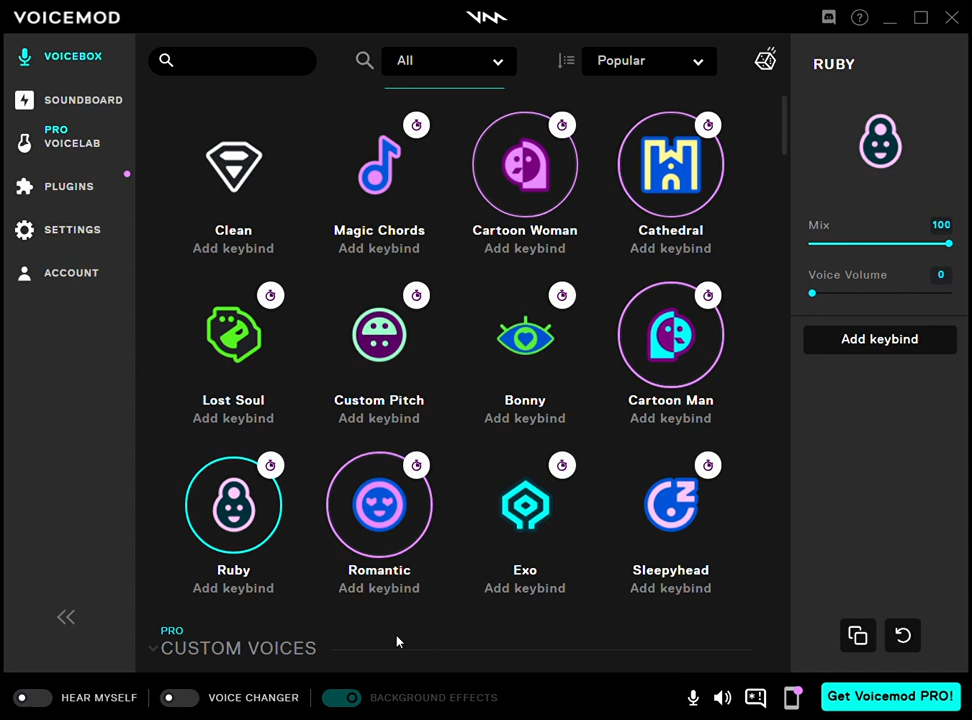 VOICEMOD
VOICEBOX
SOUNDBOARD
PRO
VOICELAB
PLUGINS
SETTINGS
ACCOUNT
All
Popular
Clean
Add keybind
Magic Chords
Add keybind
Cartoon Woman
Add keybind
Cathedral
Add keybind
Lost Soul
Add keybind
Custom Pitch
Add keybind
Bonny
Add keybind
Cartoon Man
Add keybind
Ruby
Add keybind
Romantic
Add keybind
Exo
Add keybind
Sleepyhead
Add keybind
PRO
CUSTOM VOICES
RUBY
Mix 100
Voice Volume 0
Add keybind
HEAR MYSELF
VOICE CHANGER
BACKGROUND EFFECTS
Get Voicemod PRO!